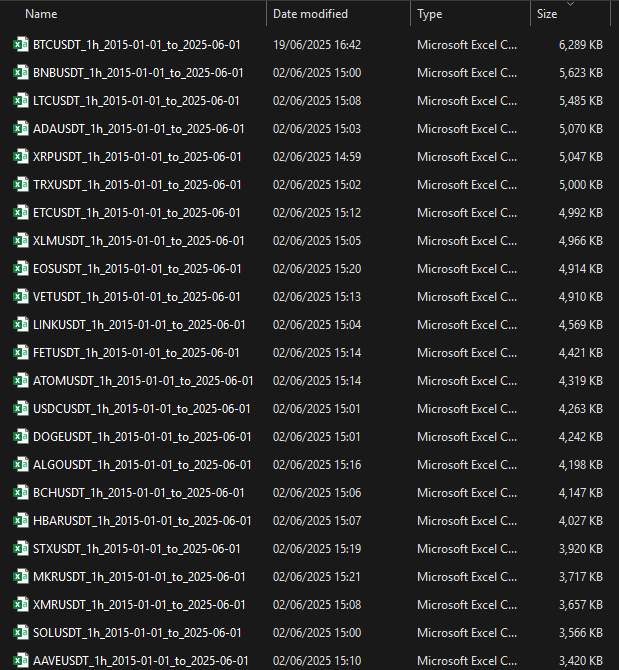 Name Date modified Type Size
BTCUSDT_1h_2015-01-01_to_2025-06-01 19/06/2025 16:42 Microsoft Excel C... 6,289 KB
BNBUSDT_1h_2015-01-01_to_2025-06-01 02/06/2025 15:00 Microsoft Excel C... 5,623 KB
LTCUSDT_1h_2015-01-01_to_2025-06-01 02/06/2025 15:08 Microsoft Excel C... 5,485 KB
ADAUSDT_1h_2015-01-01_to_2025-06-01 02/06/2025 15:03 Microsoft Excel C... 5,070 KB
XRPUSDT_1h_2015-01-01_to_2025-06-01 02/06/2025 14:59 Microsoft Excel C... 5,047 KB
TRXUSDT_1h_2015-01-01_to_2025-06-01 02/06/2025 15:02 Microsoft Excel C... 5,000 KB
ETCUSDT_1h_2015-01-01_to_2025-06-01 02/06/2025 15:12 Microsoft Excel C... 4,992 KB
XLMUSDT_1h_2015-01-01_to_2025-06-01 02/06/2025 15:05 Microsoft Excel C... 4,966 KB
EOSUSDT_1h_2015-01-01_to_2025-06-01 02/06/2025 15:20 Microsoft Excel C... 4,914 KB
VETUSDT_1h_2015-01-01_to_2025-06-01 02/06/2025 15:13 Microsoft Excel C... 4,910 KB
LINKUSDT_1h_2015-01-01_to_2025-06-01 02/06/2025 15:04 Microsoft Excel C... 4,569 KB
FETUSDT_1h_2015-01-01_to_2025-06-01 02/06/2025 15:14 Microsoft Excel C... 4,421 KB
ATOMUSDT_1h_2015-01-01_to_2025-06-01 02/06/2025 15:14 Microsoft Excel C... 4,319 KB
USDCUSDT_1h_2015-01-01_to_2025-06-01 02/06/2025 15:01 Microsoft Excel C... 4,263 KB
DOGEUSDT_1h_2015-01-01_to_2025-06-01 02/06/2025 15:01 Microsoft Excel C... 4,242 KB
ALGOUSDT_1h_2015-01-01_to_2025-06-01 02/06/2025 15:16 Microsoft Excel C... 4,198 KB
BCHUSDT_1h_2015-01-01_to_2025-06-01 02/06/2025 15:06 Microsoft Excel C... 4,147 KB
HBARUSDT_1h_2015-01-01_to_2025-06-01 02/06/2025 15:07 Microsoft Excel C... 4,027 KB
STXUSDT_1h_2015-01-01_to_2025-06-01 02/06/2025 15:19 Microsoft Excel C... 3,920 KB
MKRUSDT_1h_2015-01-01_to_2025-06-01 02/06/2025 15:21 Microsoft Excel C... 3,717 KB
XMRUSDT_1h_2015-01-01_to_2025-06-01 02/06/2025 15:08 Microsoft Excel C... 3,657 KB
SOLUSDT_1h_2015-01-01_to_2025-06-01 02/06/2025 15:00 Microsoft Excel C... 3,566 KB
AAVEUSDT_1h_2015-01-01_to_2025-06-01 02/06/2025 15:10 Microsoft Excel C... 3,420 KB